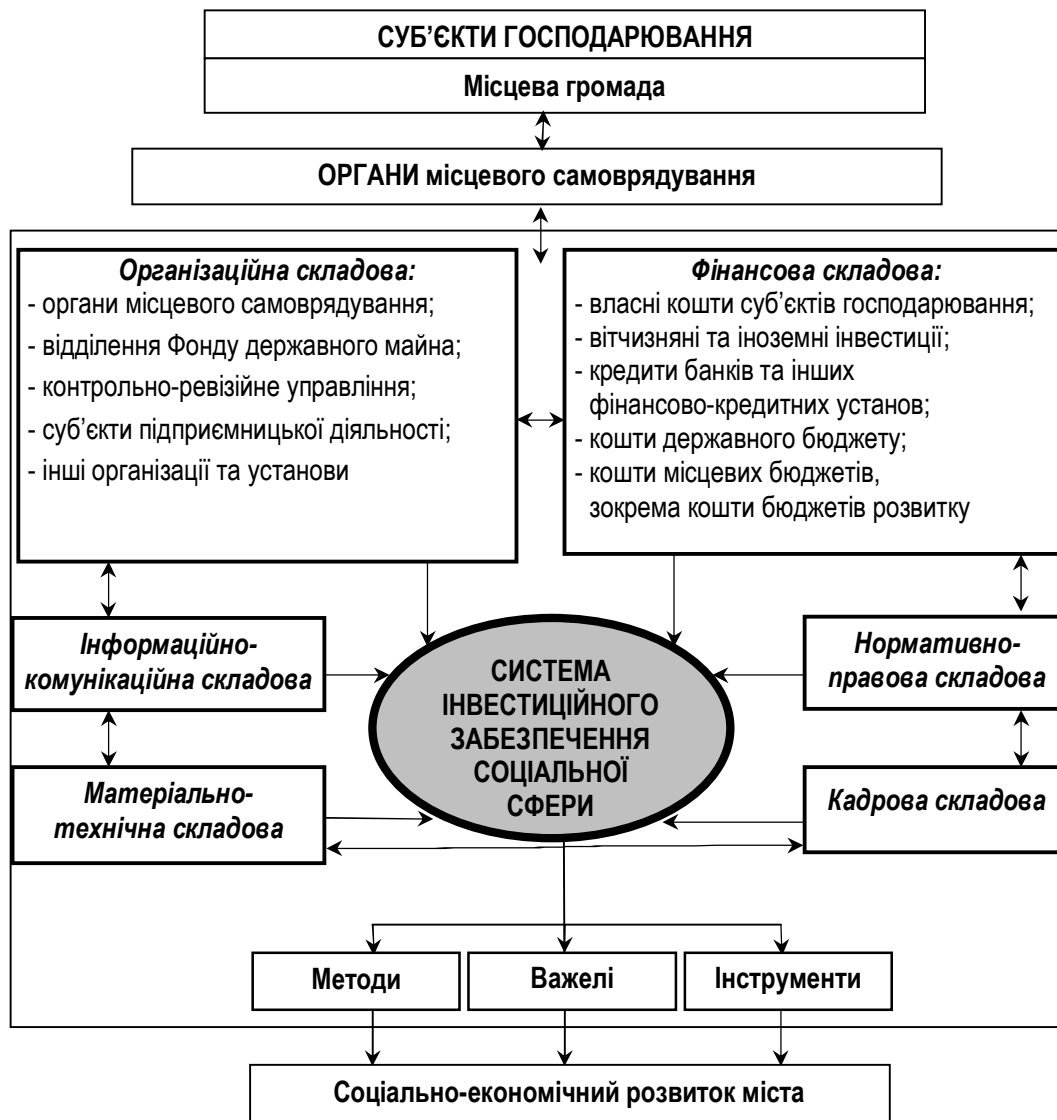 СУБ’ЄКТИ ГОСПОДАРЮВАННЯ
Місцева громада
ОРГАНИ місцевого самоврядування
Організаційна складова:
- органи місцевого самоврядування;
- відділення Фонду державного майна;
- контрольно-ревізійне управління;
- суб’єкти підприємницької діяльності;
- інші організації та установи
Фінансова складова:
- власні кошти суб’єктів господарювання;
- вітчизняні та іноземні інвестиції;
- кредити банків та інших
фінансово-кредитних установ;
- кошти державного бюджету;
- кошти місцевих бюджетів,
зокрема кошти бюджетів розвитку
Інформаційно-
комунікаційна складова
СИСТЕМА
ІНВЕСТИЦІЙНОГО
ЗАБЕЗПЕЧЕННЯ
СОЦІАЛЬНОЇ
СФЕРИ
Нормативно-
правова складова
Матеріально-
технічна складова
Кадрова складова
Методи
Важелі
Інструменти
Соціально-економічний розвиток міста